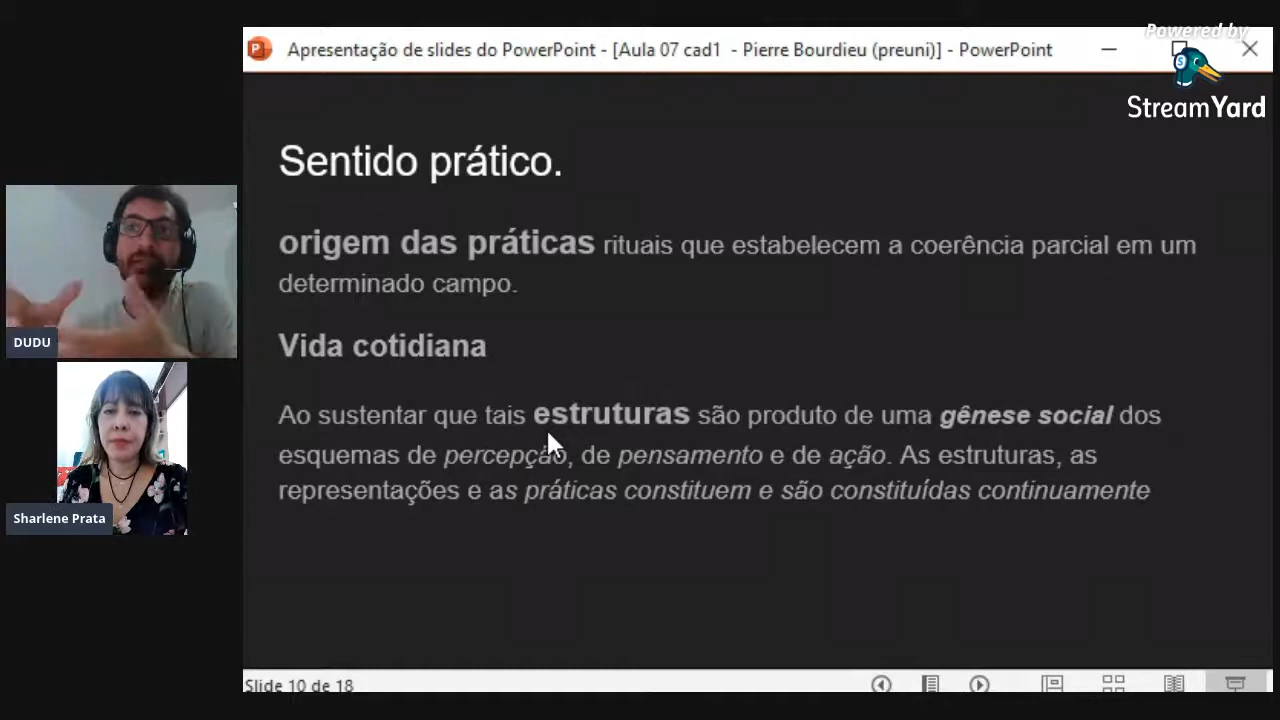 Apresentação de slides do PowerPoint - [Aula 07 cad1 - Pierre Bourdieu (preuni)] - PowerPoint
Powered by
StreamYard
Sentido prático.
origem das práticas rituais que estabelecem a coerência parcial em um
determinado campo.
Vida cotidiana
Ao sustentar que tais estruturas são produto de uma gênese social dos
esquemas de percepção, de pensamento e de ação. As estruturas, as
representações e as práticas constituem e são constituídas continuamente
DUDU
Sharlene Prata
Slide 10 de 18